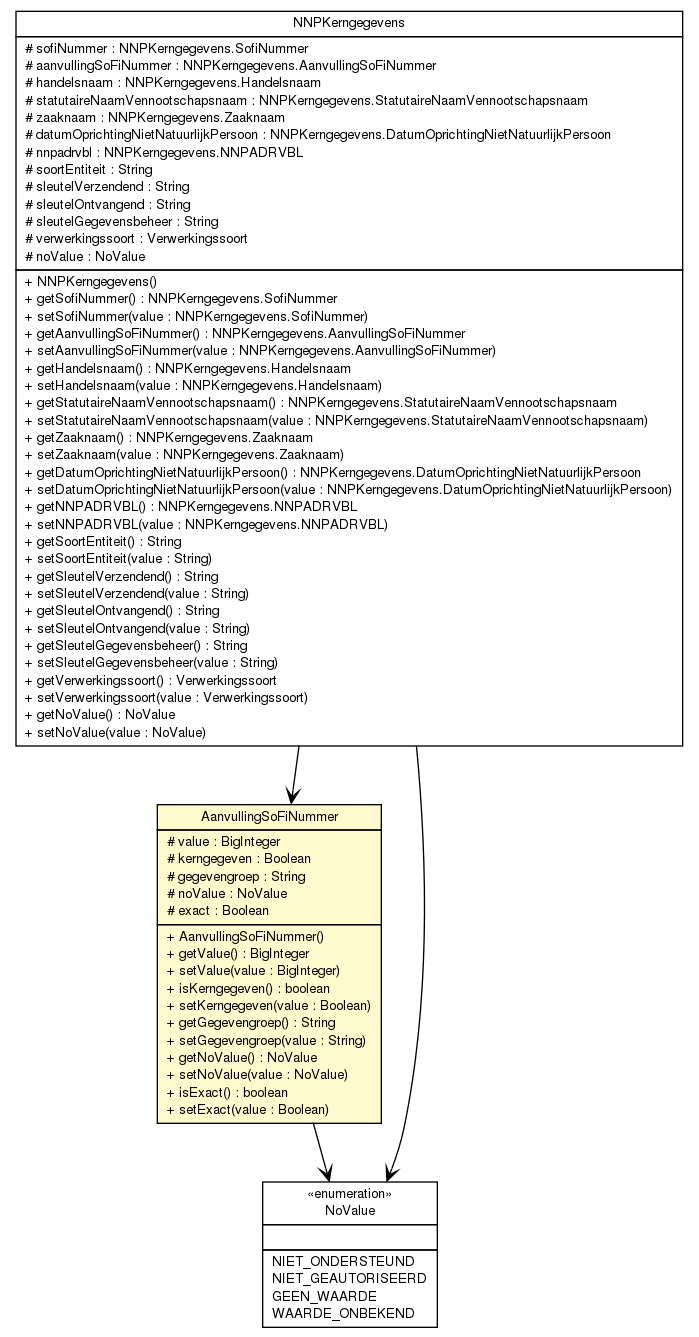 NNPKerngegevens
# sofiNummer : NNPKerngegevens.SofiNummer
# aanvullingSoFiNummer : NNPKerngegevens.AanvullingSoFiNummer
# handelsnaam : NNPKerngegevens.Handelsnaam
# statutaireNaamVennootschapsnaam : NNPKerngegevens.StatutaireNaamVennootschapsnaam
# zaaknaam : NNPKerngegevens.Zaaknaam
# datumOprichtingNietNatuurlijkPersoon : NNPKerngegevens.DatumOprichtingNietNatuurlijkPersoon
# nnpadrvbl : NNPKerngegevens.NNPADRVBL
# soortEntiteit : String
# sleutelVerzendend : String
# sleutelOntvangend : String
# sleutelGegevensbeheer : String
# verwerkingssoort : Verwerkingssoort
# noValue : NoValue
+ NNPKerngegevens()
+ getSofiNummer() : NNPKerngegevens.SofiNummer
+ setSofiNummer(value : NNPKerngegevens.SofiNummer)
+ getAanvullingSoFiNummer() : NNPKerngegevens.AanvullingSoFiNummer
+ setAanvullingSoFiNummer(value : NNPKerngegevens.AanvullingSoFiNummer)
+ getHandelsnaam() : NNPKerngegevens.Handelsnaam
+ setHandelsnaam(value : NNPKerngegevens.Handelsnaam)
+ getStatutaireNaamVennootschapsnaam() : NNPKerngegevens.StatutaireNaamVennootschapsnaam
+ setStatutaireNaamVennootschapsnaam(value : NNPKerngegevens.StatutaireNaamVennootschapsnaam)
+ getZaaknaam() : NNPKerngegevens.Zaaknaam
+ setZaaknaam(value : NNPKerngegevens.Zaaknaam)
+ getDatumOprichtingNietNatuurlijkPersoon() : NNPKerngegevens.DatumOprichtingNietNatuurlijkPersoon
+ setDatumOprichtingNietNatuurlijkPersoon(value : NNPKerngegevens.DatumOprichtingNietNatuurlijkPersoon)
+ getNNPADRVBL() : NNPKerngegevens.NNPADRVBL
+ setNNPADRVBL(value : NNPKerngegevens.NNPADRVBL)
+ getSoortEntiteit() : String
+ setSoortEntiteit(value : String)
+ getSleutelVerzendend() : String
+ setSleutelVerzendend(value : String)
+ getSleutelOntvangend() : String
+ setSleutelOntvangend(value : String)
+ getSleutelGegevensbeheer() : String
+ setSleutelGegevensbeheer(value : String)
+ getVerwerkingssoort() : Verwerkingssoort
+ setVerwerkingssoort(value : Verwerkingssoort)
+ getNoValue() : NoValue
+ setNoValue(value : NoValue)
AanvullingSoFiNummer
# value : BigInteger
# kerngegeven : Boolean
# gegevengroep : String
# noValue : NoValue
# exact : Boolean
+ AanvullingSoFiNummer()
+ getValue() : BigInteger
+ setValue(value : BigInteger)
+ isKerngegeven() : boolean
+ setKerngegeven(value : Boolean)
+ getGegevengroep() : String
+ setGegevengroep(value : String)
+ getNoValue() : NoValue
+ setNoValue(value : NoValue)
+ isExact() : boolean
+ setExact(value : Boolean)
«enumeration»
NoValue
NIET_ONDERSTEUND
NIET_GEAUTORISEERD
GEEN_WAARDE
WAARDE_ONBEKEND